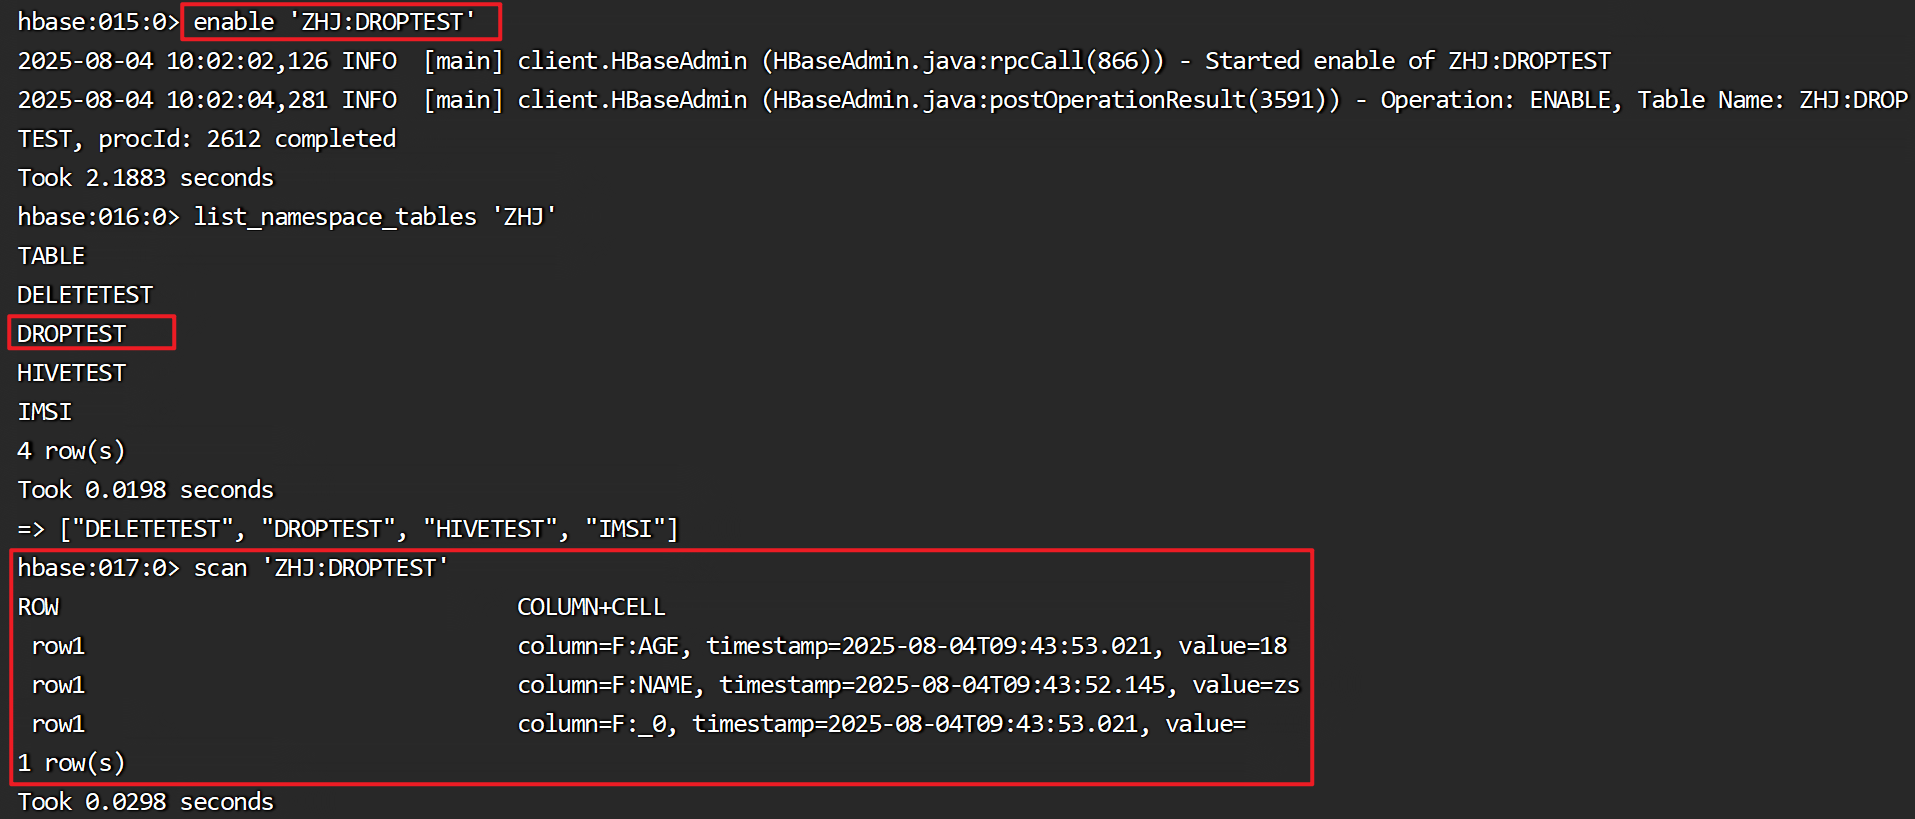 hbase:015:0> enable 'ZHJ:DROPTEST'
2025-08-04 10:02:02,126 INFO  [main] client.HBaseAdmin (HBaseAdmin.java:rpcCall(866)) - Started enable of ZHJ:DROPTEST
2025-08-04 10:02:04,281 INFO  [main] client.HBaseAdmin (HBaseAdmin.java:postOperationResult(3591)) - Operation: ENABLE, Table Name: ZHJ:DROP
TEST, procId: 2612 completed
Took 2.1883 seconds
hbase:016:0> list_namespace_tables 'ZHJ'
TABLE
DELETETEST
DROPTEST
HIVETEST
IMSI
4 row(s)
Took 0.0198 seconds
=> ["DELETETEST", "DROPTEST", "HIVETEST", "IMSI"]
hbase:017:0> scan 'ZHJ:DROPTEST'
ROW                                  COLUMN+CELL
 row1                                column=F:AGE, timestamp=2025-08-04T09:43:53.021, value=18
 row1                                column=F:NAME, timestamp=2025-08-04T09:43:52.145, value=zs
 row1                                column=F:_0, timestamp=2025-08-04T09:43:53.021, value=
1 row(s)
Took 0.0298 seconds